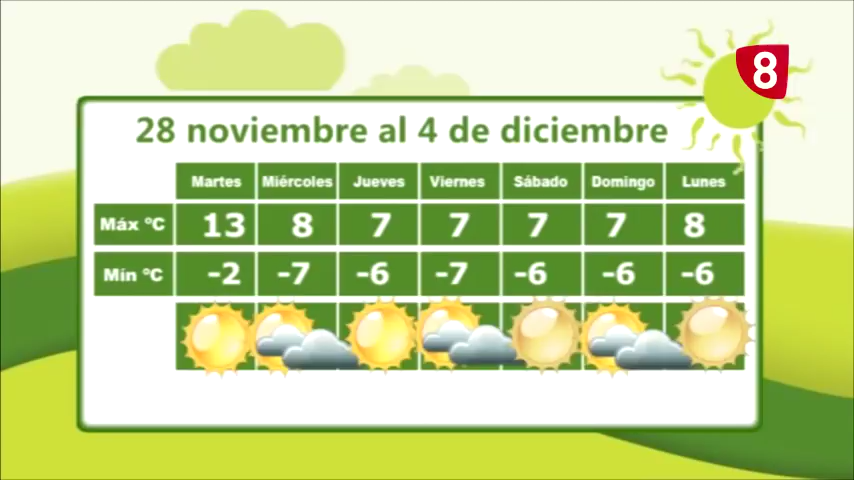 8
28 noviembre al 4 de diciembre
Martes Miércoles Jueves Viernes Sábado Domingo Lunes
Máx ºC 13 8 7 7 7 7 8
Mín ºC -2 -7 -6 -7 -6 -6 -6